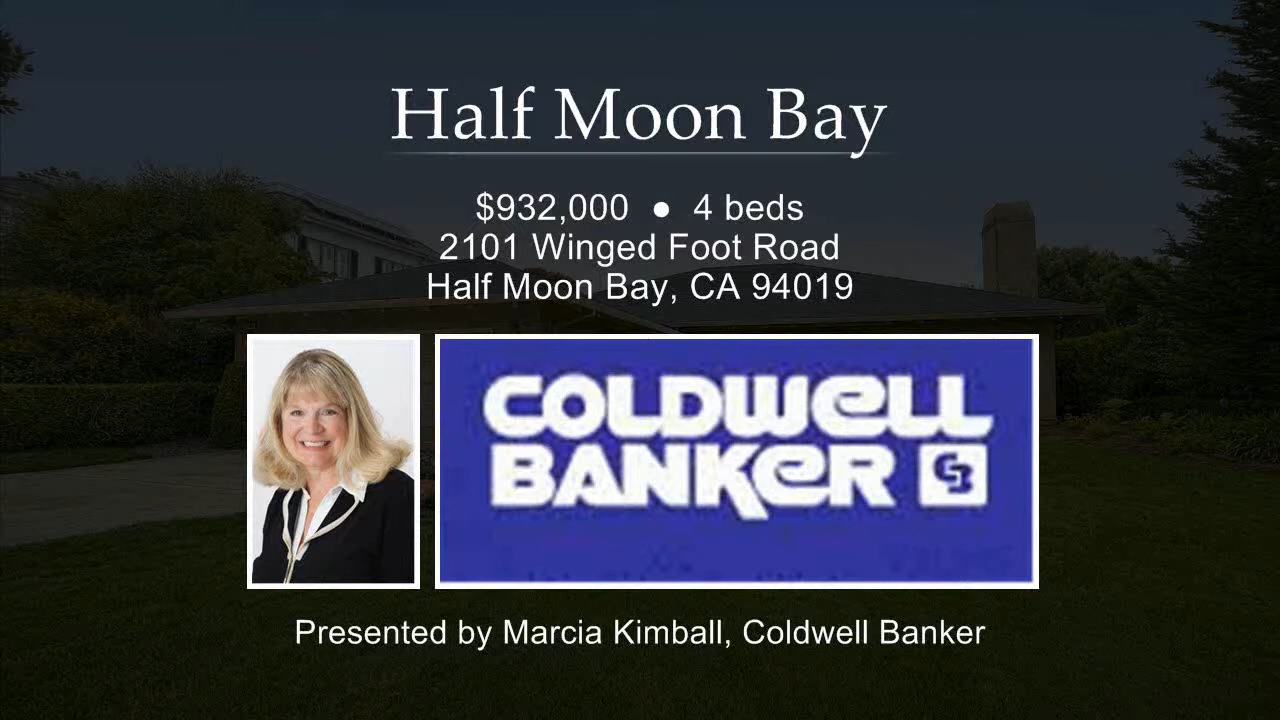 Half Moon Bay
$932,000 ● 4 beds
2101 Winged Foot Road
Half Moon Bay, CA 94019
COLDWELL
BANKER CB
Presented by Marcia Kimball, Coldwell Banker